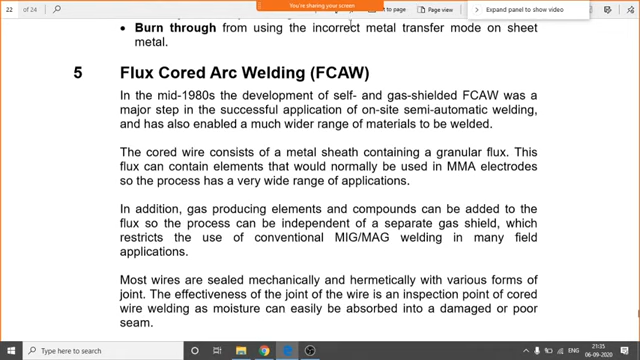 22 of 24
You're sharing your screen
to page
Page view
Expand panel to show video
• Burn through from using the incorrect metal transfer mode on sheet
metal.
5 Flux Cored Arc Welding (FCAW)
In the mid-1980s the development of self- and gas-shielded FCAW was a
major step in the successful application of on-site semi-automatic welding,
and has also enabled a much wider range of materials to be welded.
The cored wire consists of a metal sheath containing a granular flux. This
flux can contain elements that would normally be used in MMA electrodes
so the process has a very wide range of applications.
In addition, gas producing elements and compounds can be added to the
flux so the process can be independent of a separate gas shield, which
restricts the use of conventional MIG/MAG welding in many field
applications.
Most wires are sealed mechanically and hermetically with various forms of
joint. The effectiveness of the joint of the wire is an inspection point of cored
wire welding as moisture can easily be absorbed into a damaged or poor
seam.
ENG
21:35
06-09-2020